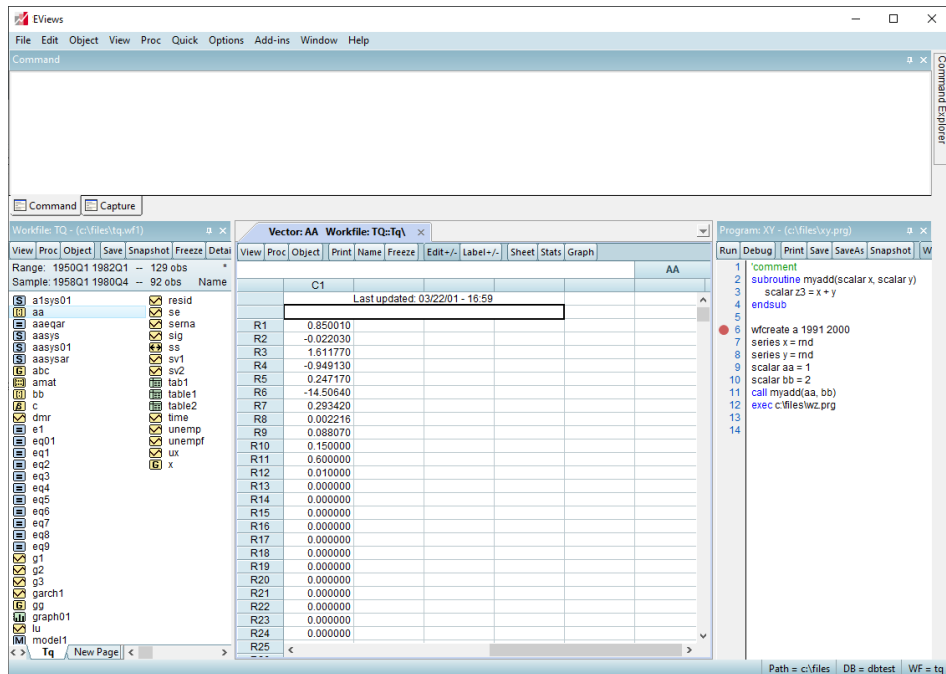 EViews
File Edit Object View Proc Quick Options Add-ins Window Help
Command
Command Explorer
Command Capture
Workfile: TQ - (c:\files\tq.wf1)
View Proc Object Save Snapshot Freeze Detai
Range: 1950Q1 1982Q1 -- 129 obs *
Sample: 1958Q1 1980Q4 -- 92 obs Name
a1sys01
aa
aaeqar
aasys
aasys01
aasysar
abc
amat
bb
c
dmr
e1
eq01
eq1
eq2
eq3
eq4
eq5
eq6
eq7
eq8
eq9
g1
g2
g3
garch1
gg
graph01
lu
model1
resid
se
serna
sig
ss
sv1
sv2
tab1
table1
table2
time
unemp
unempf
ux
x
Tq New Page
Vector: AA Workfile: TQ::Tq\
View Proc Object Print Name Freeze Edit+/- Label+/- Sheet Stats Graph
AA
C1
Last updated: 03/22/01 - 16:59
R1 0.850010
R2 -0.022030
R3 1.611770
R4 -0.949130
R5 0.247170
R6 -14.50640
R7 0.293420
R8 0.002216
R9 0.088070
R10 0.150000
R11 0.600000
R12 0.010000
R13 0.000000
R14 0.000000
R15 0.000000
R16 0.000000
R17 0.000000
R18 0.000000
R19 0.000000
R20 0.000000
R21 0.000000
R22 0.000000
R23 0.000000
R24 0.000000
R25
Program: XY - (c:\files\xy.prg)
Run Debug Print Save SaveAs Snapshot W
1 'comment
2 subroutine myadd(scalar x, scalar y)
3 scalar z3 = x + y
4 endsub
5
6 wfcreate a 1991 2000
7 series x = rnd
8 series y = rnd
9 scalar aa = 1
10 scalar bb = 2
11 call myadd(aa, bb)
12 exec c:\files\wz.prg
13
14
Path = c:\files DB = dbtest WF = tq